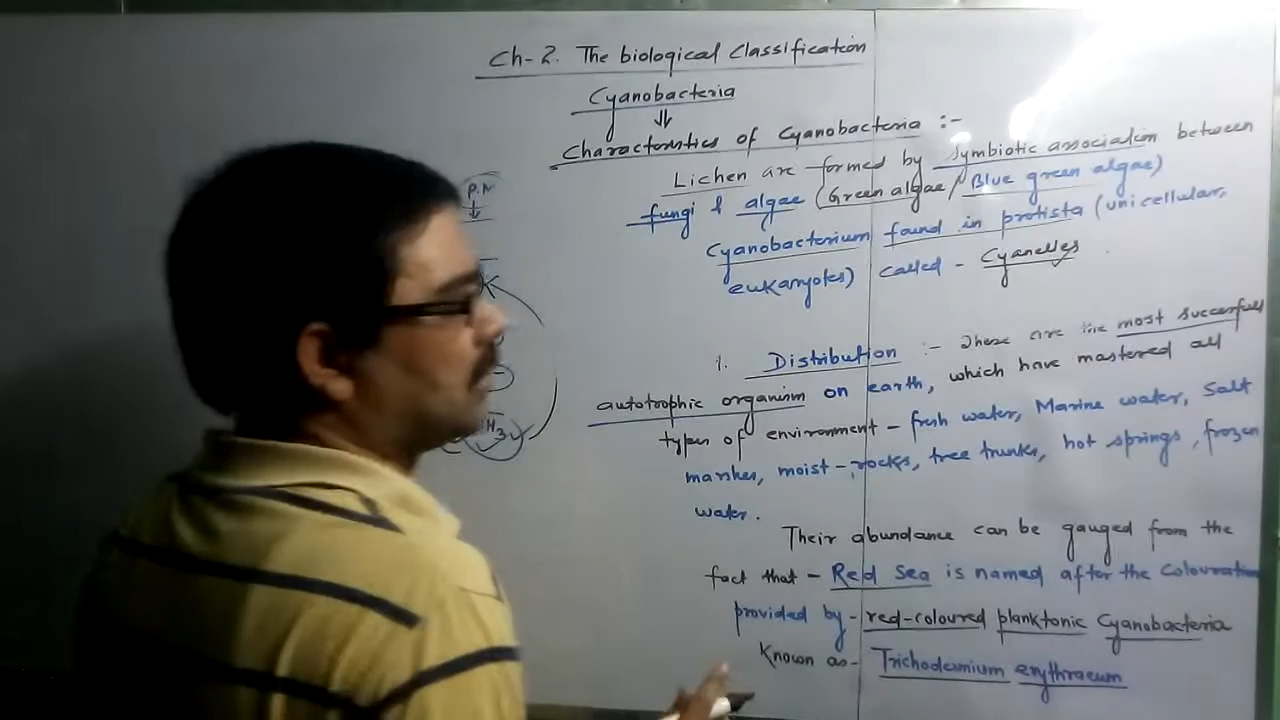 Ch-2. The biological Classification
Cyanobacteria
⇓
Characterstics of Cyanobacteria :-
Lichen are formed by symbiotic association between
fungi & algae (Green algae/Blue green algae)
Cyanobacterium found in protista (unicellular,
eukaryotes) called - Cyanelles
P.N
H3
1. Distribution :- These are the most successful
autotrophic organism on earth, which have mastered all
types of environment - fresh water, Marine water, Salt
marshes, moist-rocks, tree trunks, hot springs, frozen
water.
Their abundance can be gauged from the
fact that - Red Sea is named after the colouration
provided by - red-coloured planktonic Cyanobacteria
Known as - Trichodesmium erythraeum